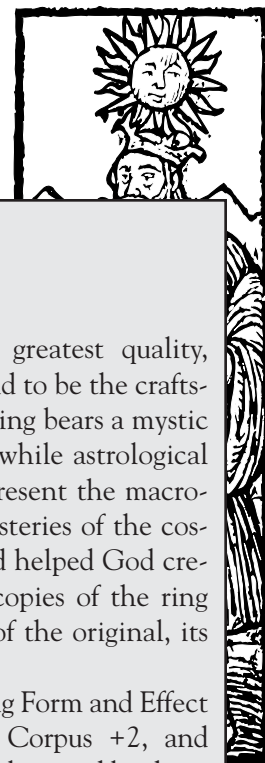 greatest quality,
d to be the crafts-
ing bears a mystic
while astrological
resent the macro-
steries of the cos-
d helped God cre-
copies of the ring
of the original, its
g Form and Effect
Corpus +2, and